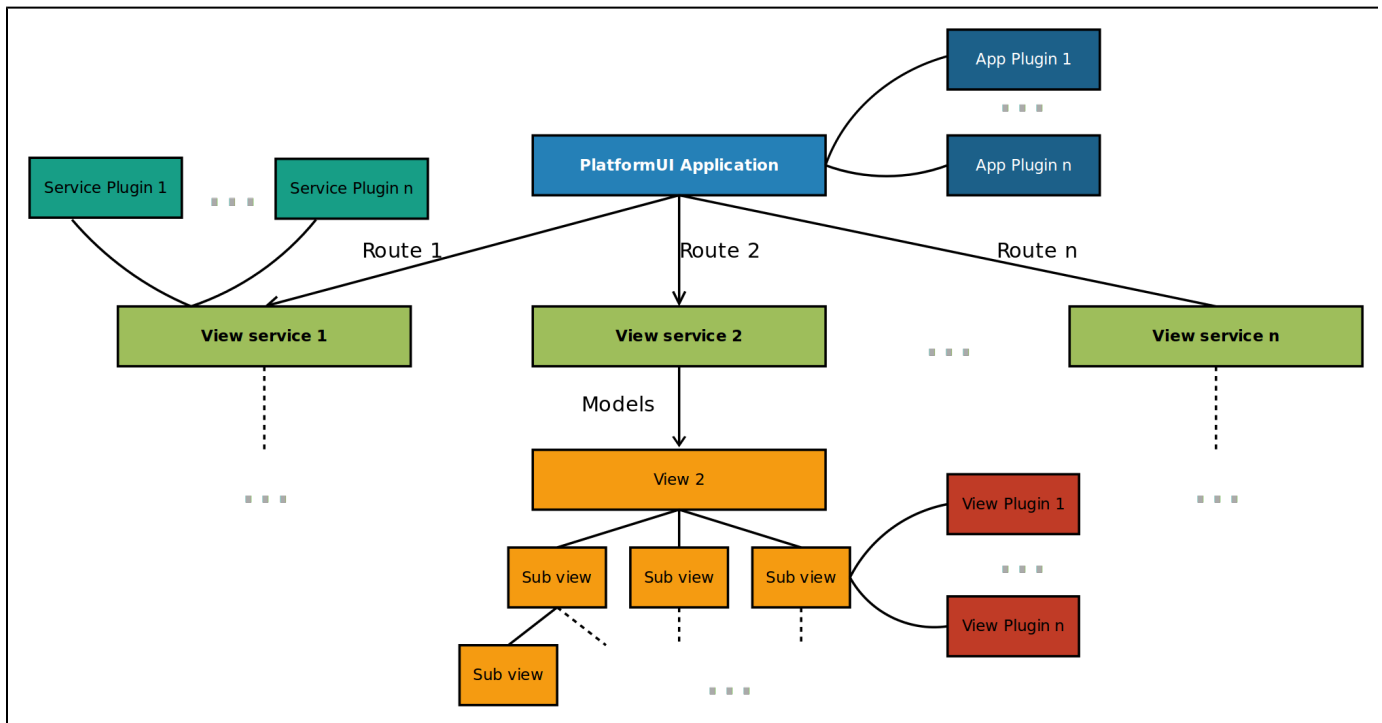 App Plugin 1
...
PlatformUI Application
App Plugin n
Service Plugin 1
...
Service Plugin n
Route 1
Route 2
Route n
View service 1
View service 2
...
View service n
Models
...
View 2
...
View Plugin 1
Sub view
Sub view
Sub view
...
View Plugin n
Sub view
...